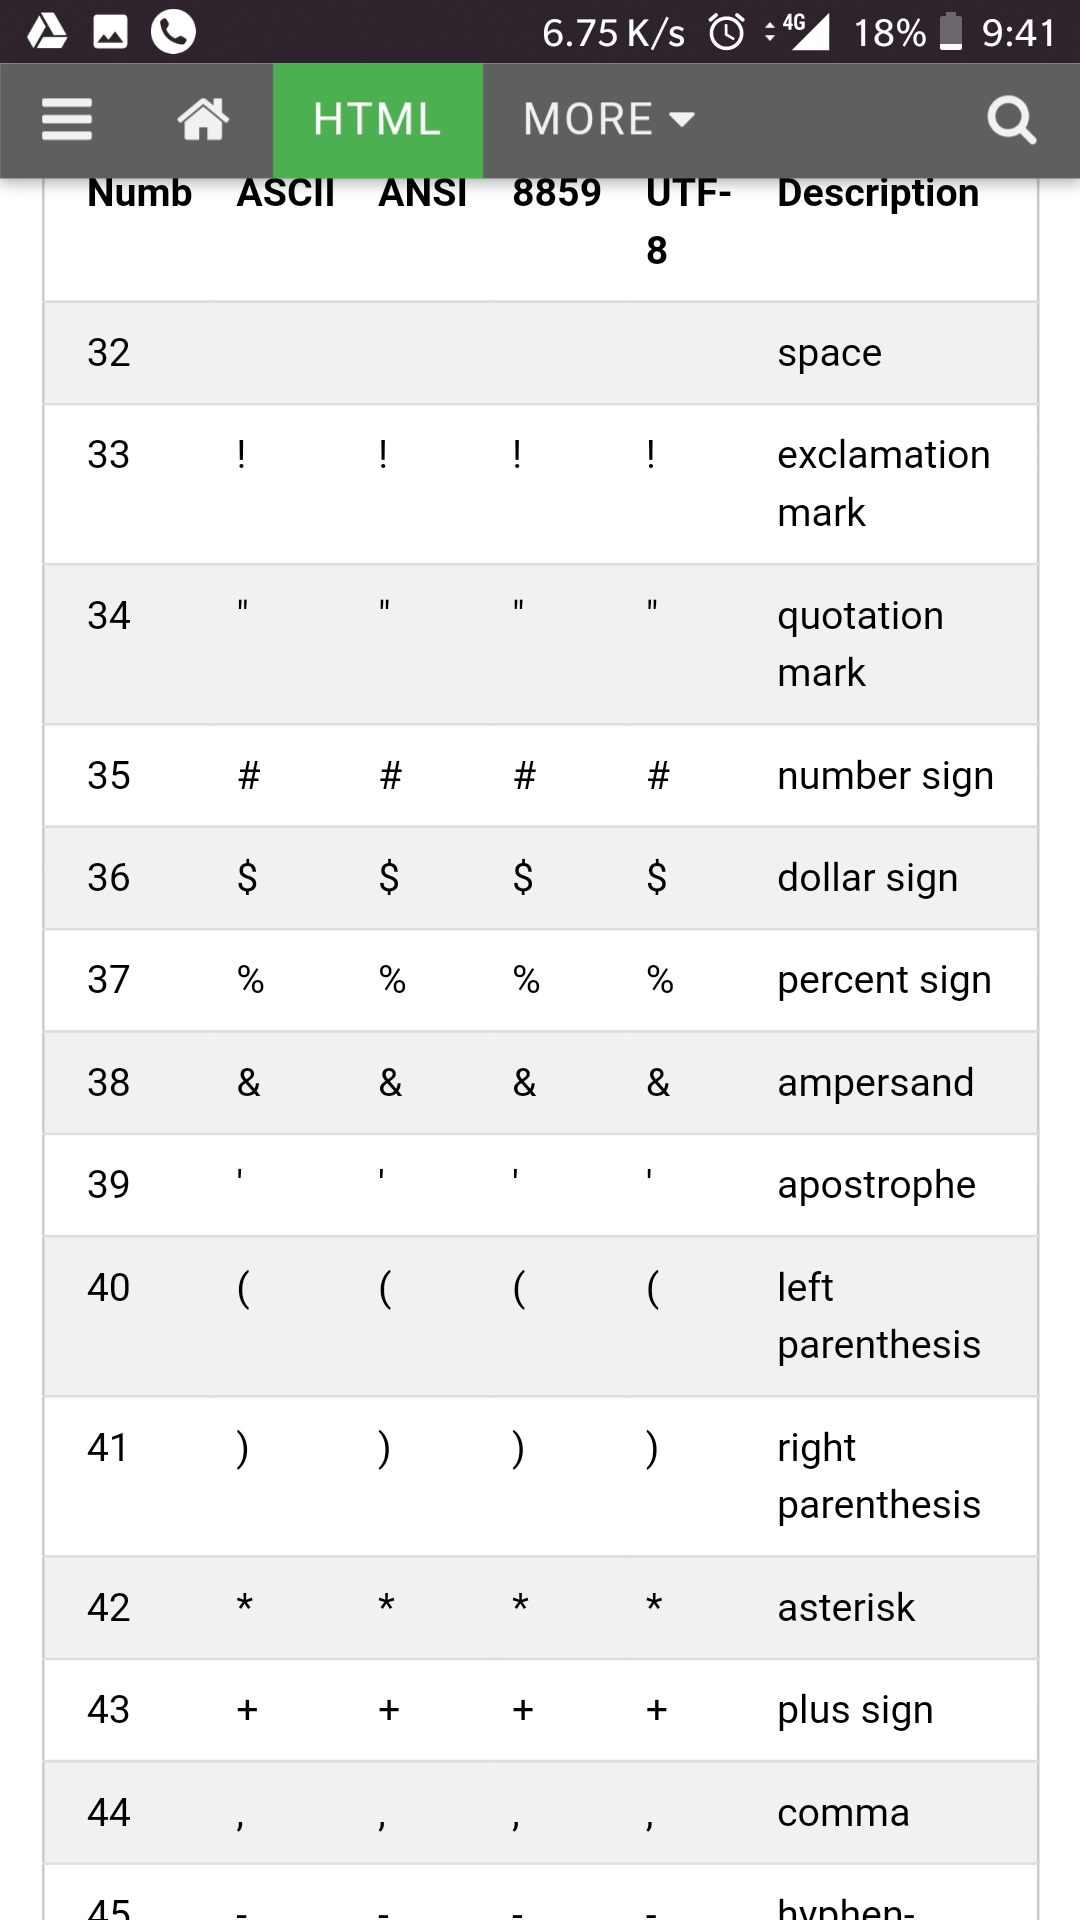 6.75 K/s 4G 18% 9:41
HTML MORE
Numb ASCII ANSI 8859 UTF- Description
8
32 space
33 ! ! ! ! exclamation
mark
34 " " " " quotation
mark
35 # # # # number sign
36 $ $ $ $ dollar sign
37 % % % % percent sign
38 & & & & ampersand
39 ' ' ' ' apostrophe
40 ( ( ( ( left
parenthesis
41 ) ) ) ) right
parenthesis
42 * * * * asterisk
43 + + + + plus sign
44 , , , , comma
45 - - - - hyphen-